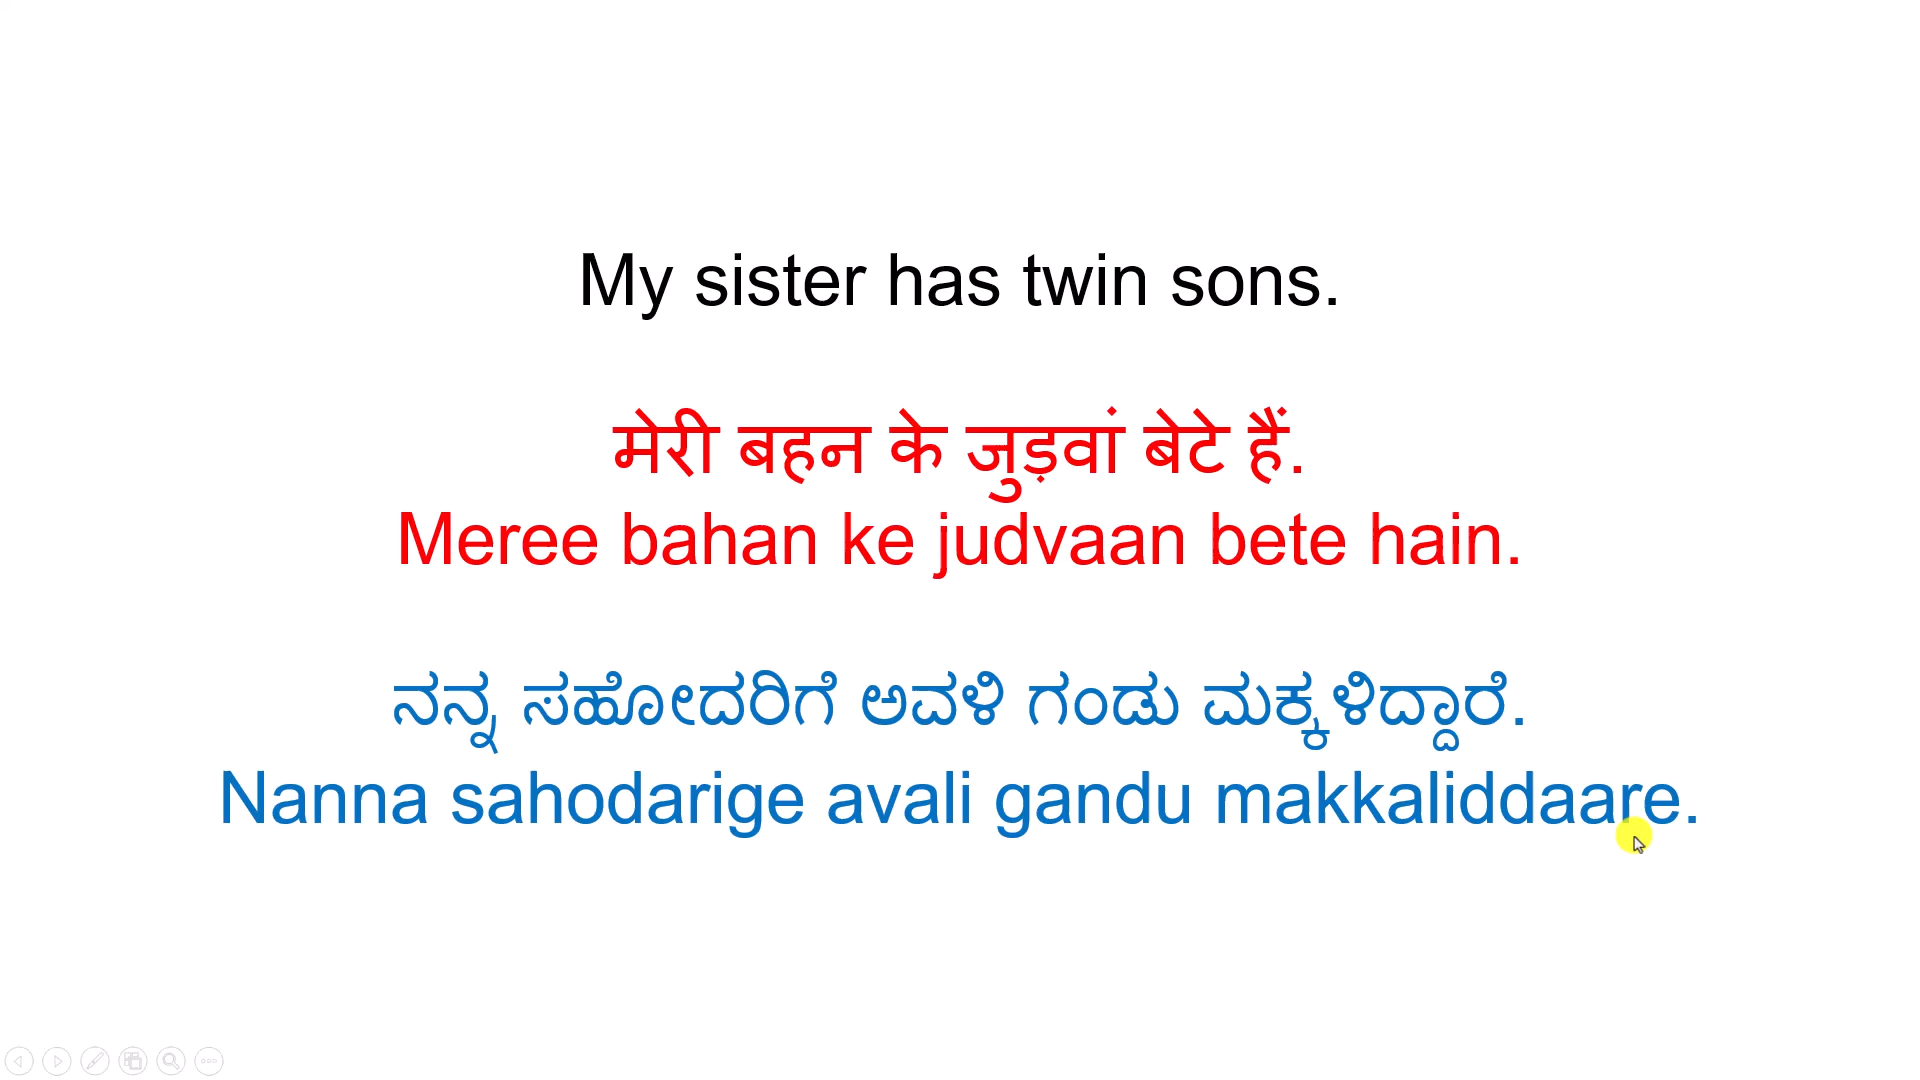 My sister has twin sons.
मेरी बहन के जुड़वां बेटे हैं.
Meree bahan ke judvaan bete hain.
ನನ್ನ ಸಹೋದರಿಗೆ ಅವಳಿ ಗಂಡು ಮಕ್ಕಳಿದ್ದಾರೆ.
Nanna sahodarige avali gandu makkaliddaare.